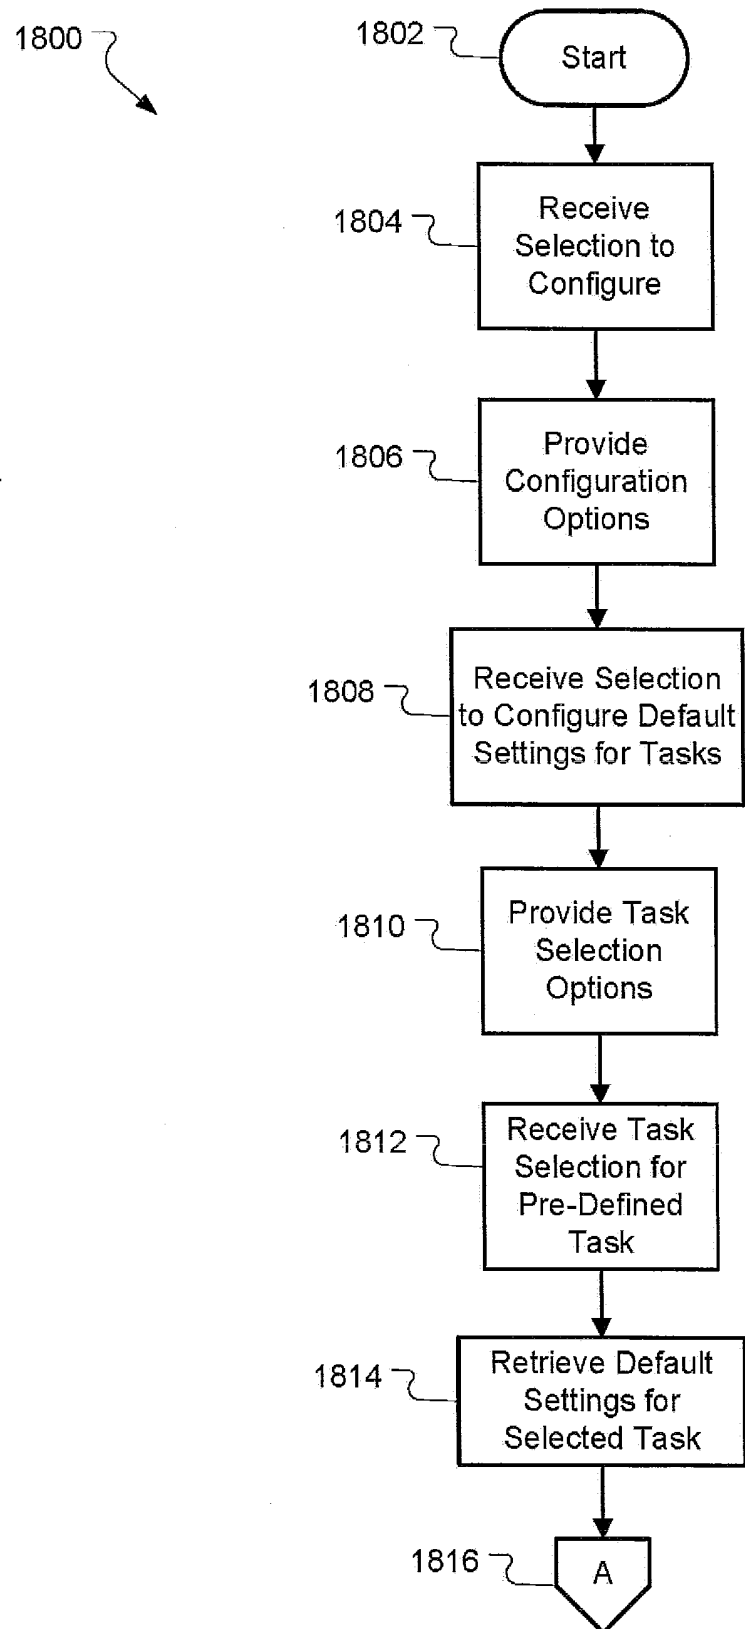 1800
1802
Start
1804
Receive
Selection to
Configure
1806
Provide
Configuration
Options
1808
Receive Selection
to Configure Default
Settings for Tasks
1810
Provide Task
Selection
Options
1812
Receive Task
Selection for
Pre-Defined
Task
1814
Retrieve Default
Settings for
Selected Task
1816
A